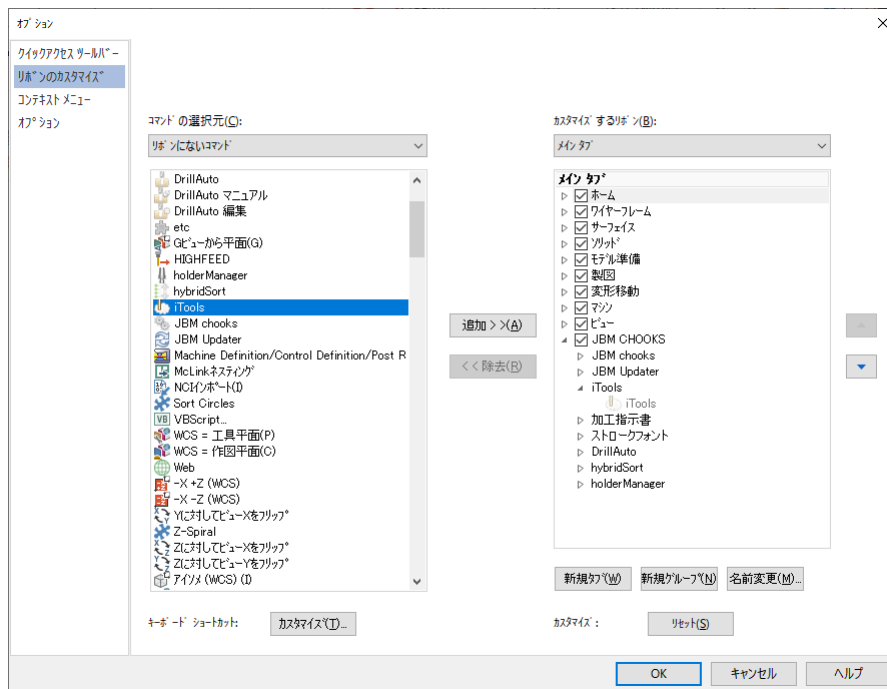 オプション
クイックアクセス ツールバー
リボンのカスタマイズ
コンテキスト メニュー
オプション
コマンドの選択元(C):
リボンにないコマンド
DrillAuto
DrillAuto マニュアル
DrillAuto 編集
etc
Gビューから平面(G)
HIGHFEED
holderManager
hybridSort
iTools
JBM chooks
JBM Updater
Machine Definition/Control Definition/Post R
McLinkネスティング
NCIインポート(I)
Sort Circles
VBScript...
WCS = 工具平面(P)
WCS = 作図平面(C)
Web
-X +Z (WCS)
-X -Z (WCS)
Yに対してビューXをフリップ
Z-Spiral
Zに対してビューXをフリップ
Zに対してビューYをフリップ
アイソメ (WCS) (I)
キーボード ショートカット:
カスタマイズ(T)...
追加 >>(A)
<< 除去(R)
カスタマイズするリボン(B):
メイン タブ
メイン タブ
ホーム
ワイヤーフレーム
サーフェイス
ソリッド
モデル準備
製図
変形移動
マシン
ビュー
JBM CHOOKS
JBM chooks
JBM Updater
iTools
iTools
加工指示書
ストロークフォント
DrillAuto
hybridSort
holderManager
新規タブ(W)
新規グループ(N)
名前変更(M)...
カスタマイズ:
リセット(S)
OK
キャンセル
ヘルプ